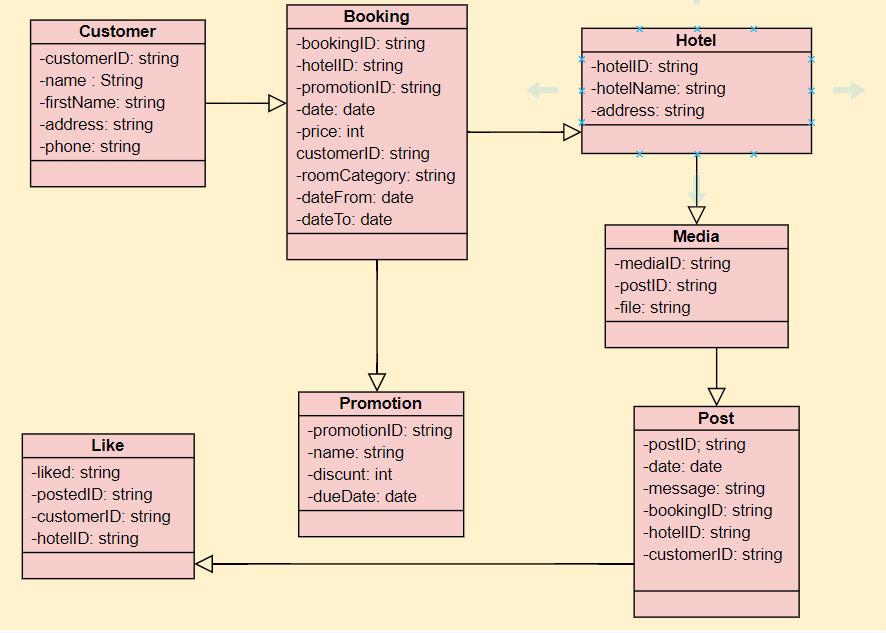 Customer
-customerID: string
-name : String
-firstName: string
-address: string
-phone: string
Booking
-bookingID: string
-hotelID: string
-promotionID: string
-date: date
-price: int
customerID: string
-roomCategory: string
-dateFrom: date
-dateTo: date
Hotel
-hotelID: string
-hotelName: string
-address: string
Media
-mediaID: string
-postID: string
-file: string
Promotion
-promotionID: string
-name: string
-discunt: int
-dueDate: date
Post
-postID; string
-date: date
-message: string
-bookingID: string
-hotelID: string
-customerID: string
Like
-liked: string
-postedID: string
-customerID: string
-hotelID: string